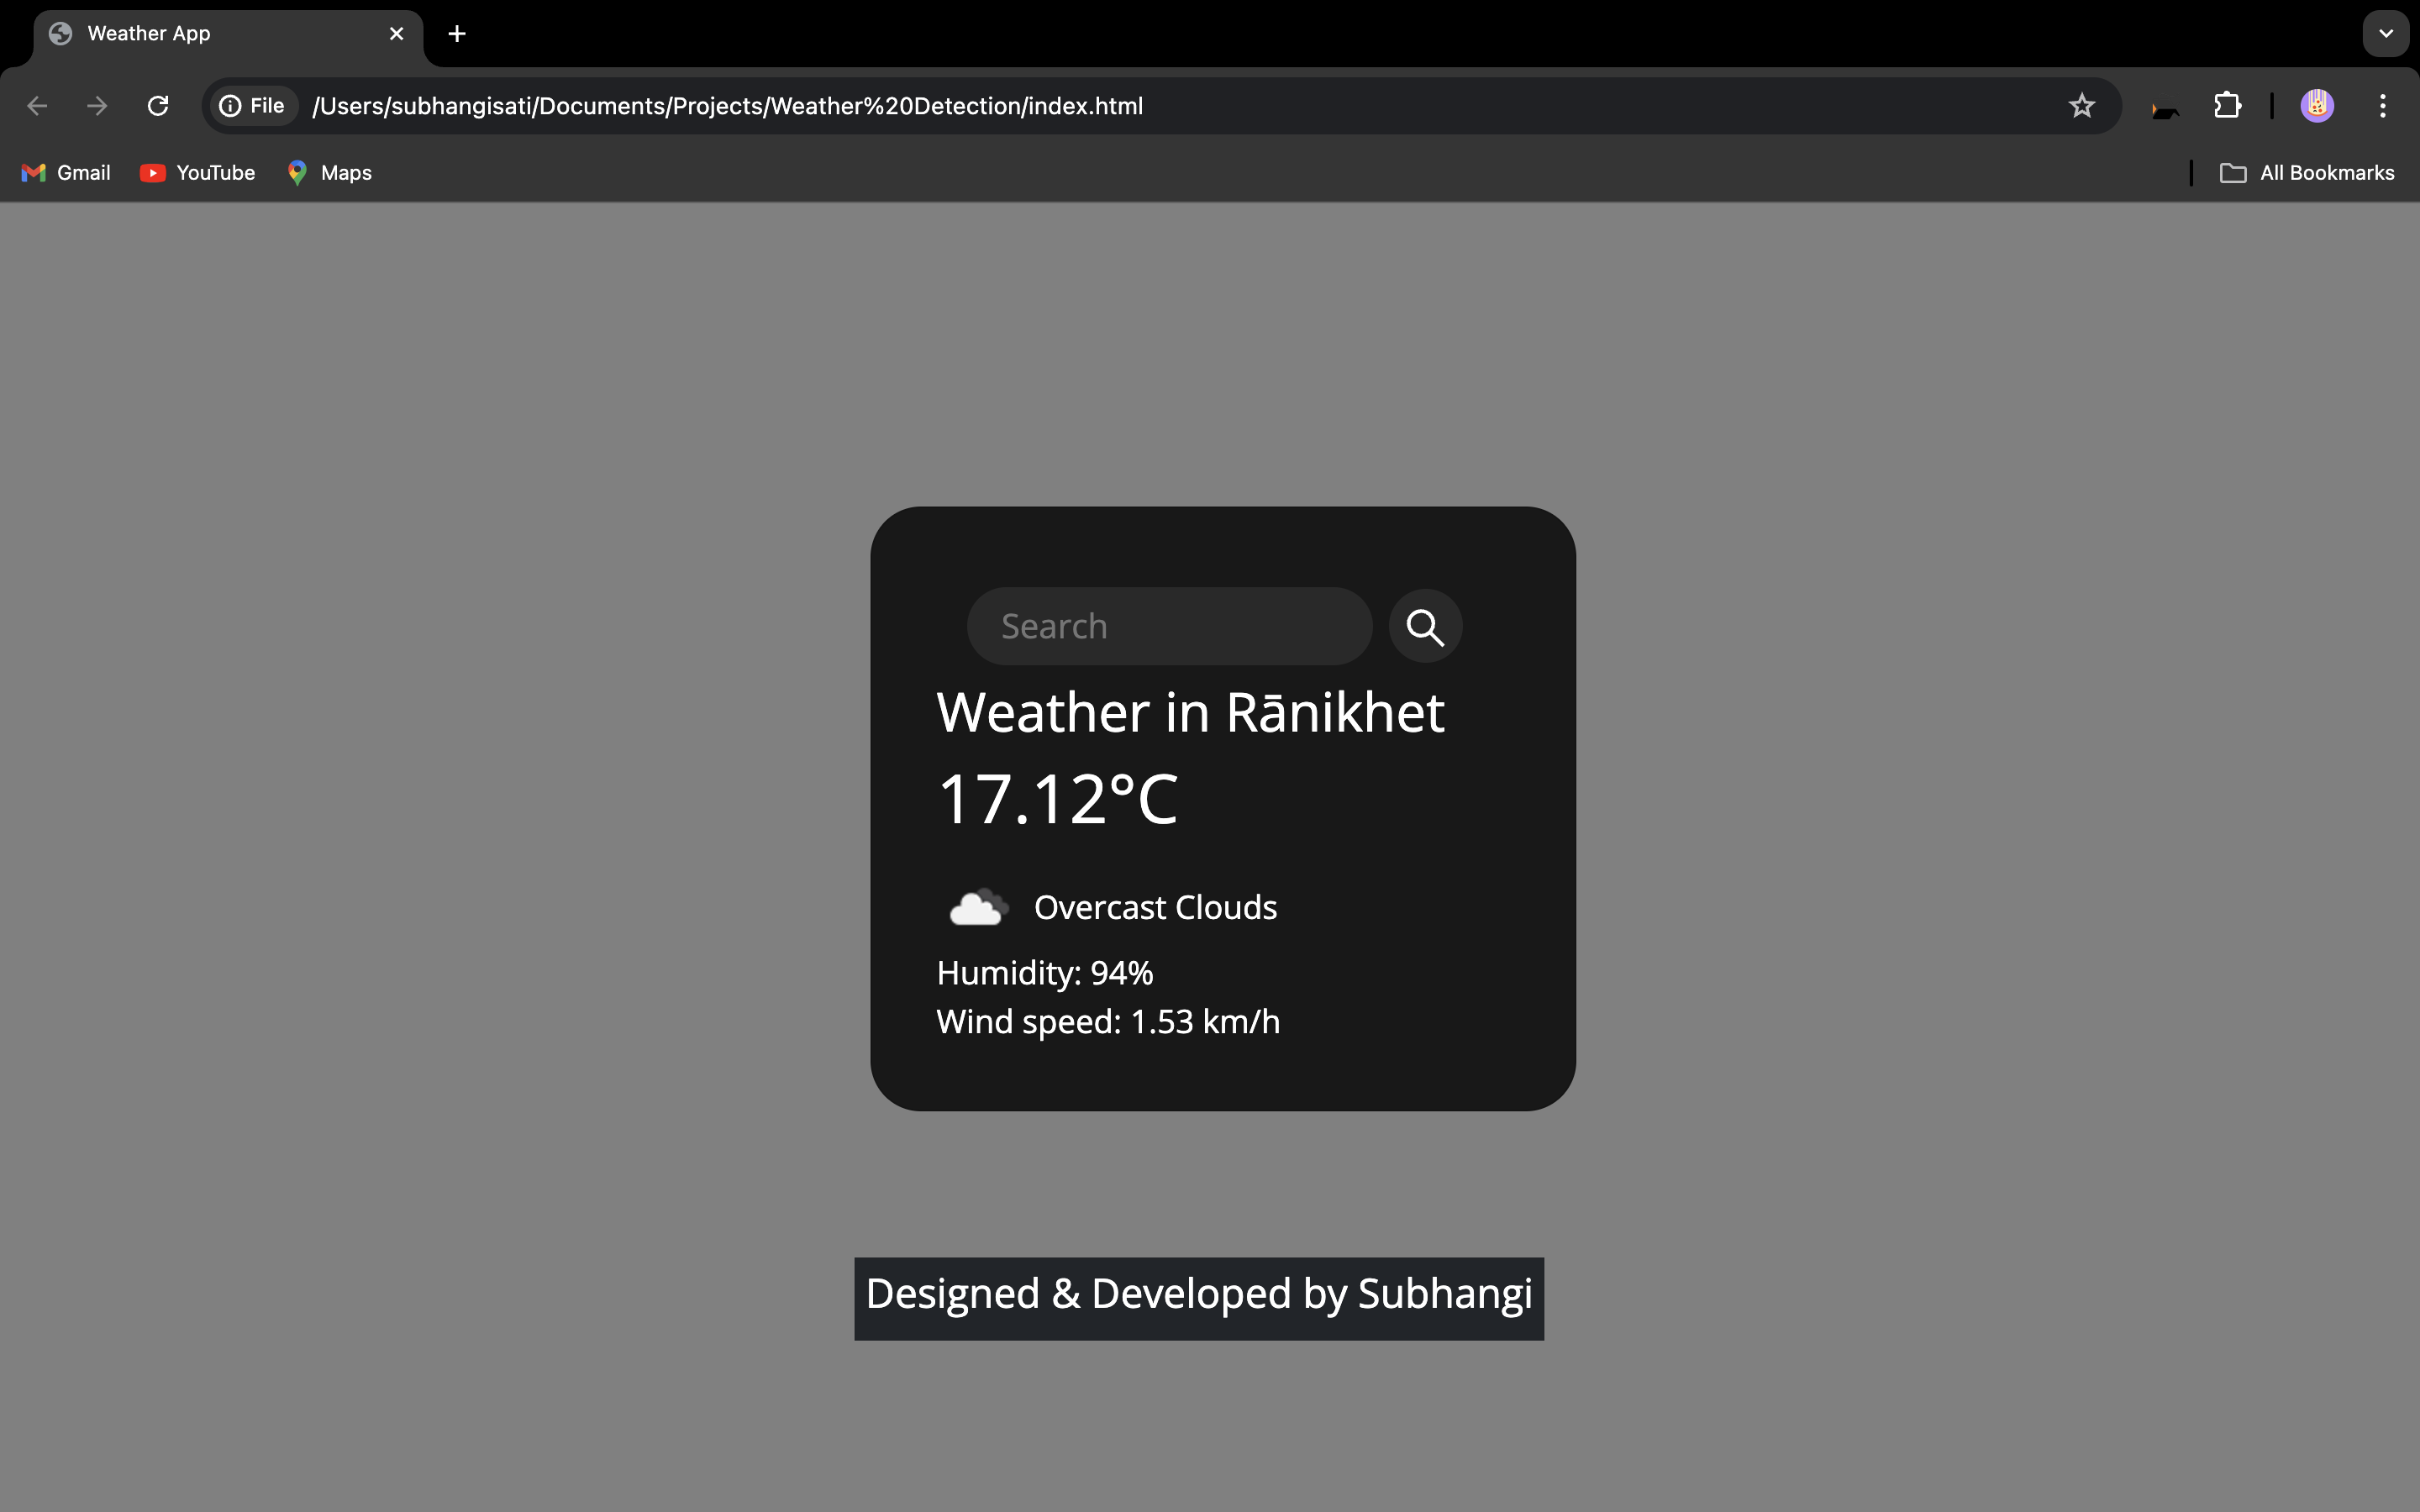 Weather App
File /Users/subhangisati/Documents/Projects/Weather%20Detection/index.html
Gmail YouTube Maps All Bookmarks
Search
Weather in Rānikhet
17.12°C
Overcast Clouds
Humidity: 94%
Wind speed: 1.53 km/h
Designed & Developed by Subhangi